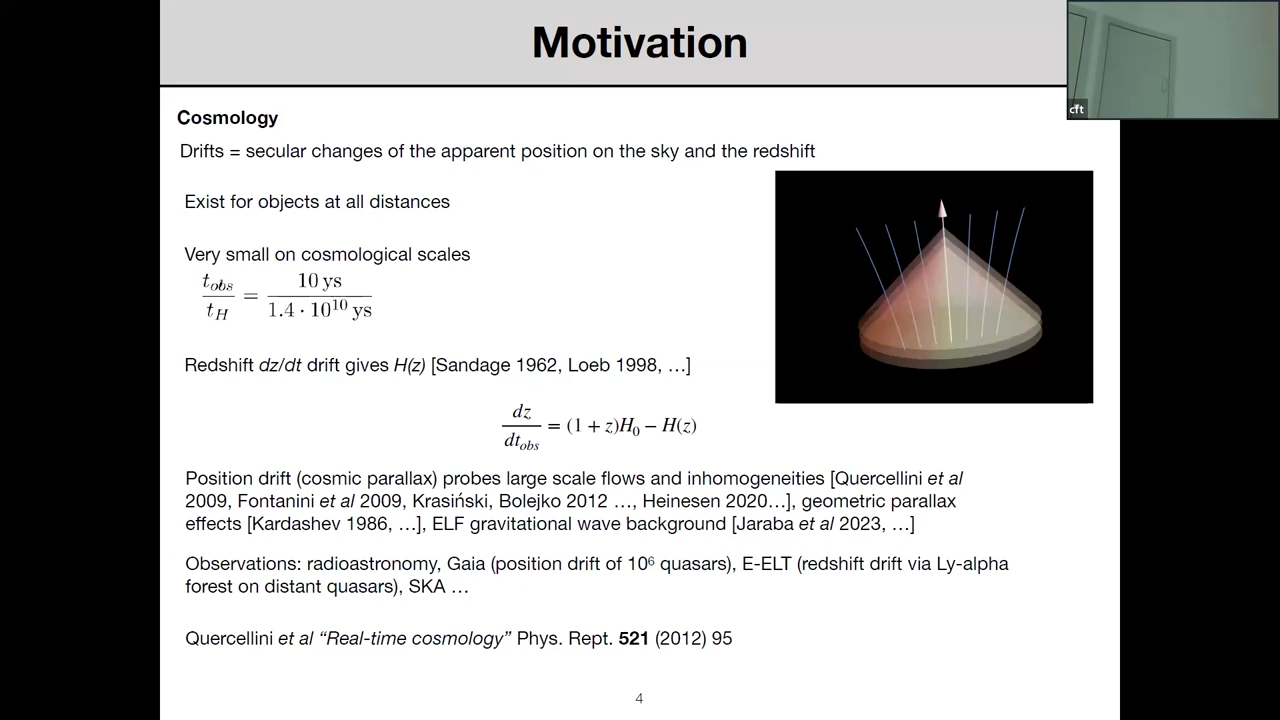 Motivation
cft
Cosmology
Drifts = secular changes of the apparent position on the sky and the redshift
Exist for objects at all distances
Very small on cosmological scales
t_obs / t_H = 10 ys / 1.4 · 10^10 ys
Redshift dz/dt drift gives H(z) [Sandage 1962, Loeb 1998, …]
dz / dt_obs = (1 + z)H_0 − H(z)
Position drift (cosmic parallax) probes large scale flows and inhomogeneities [Quercellini et al
2009, Fontanini et al 2009, Krasiński, Bolejko 2012 …, Heinesen 2020…], geometric parallax
effects [Kardashev 1986, …], ELF gravitational wave background [Jaraba et al 2023, …]
Observations: radioastronomy, Gaia (position drift of 10⁶ quasars), E-ELT (redshift drift via Ly-alpha
forest on distant quasars), SKA …
Quercellini et al “Real-time cosmology” Phys. Rept. 521 (2012) 95
4